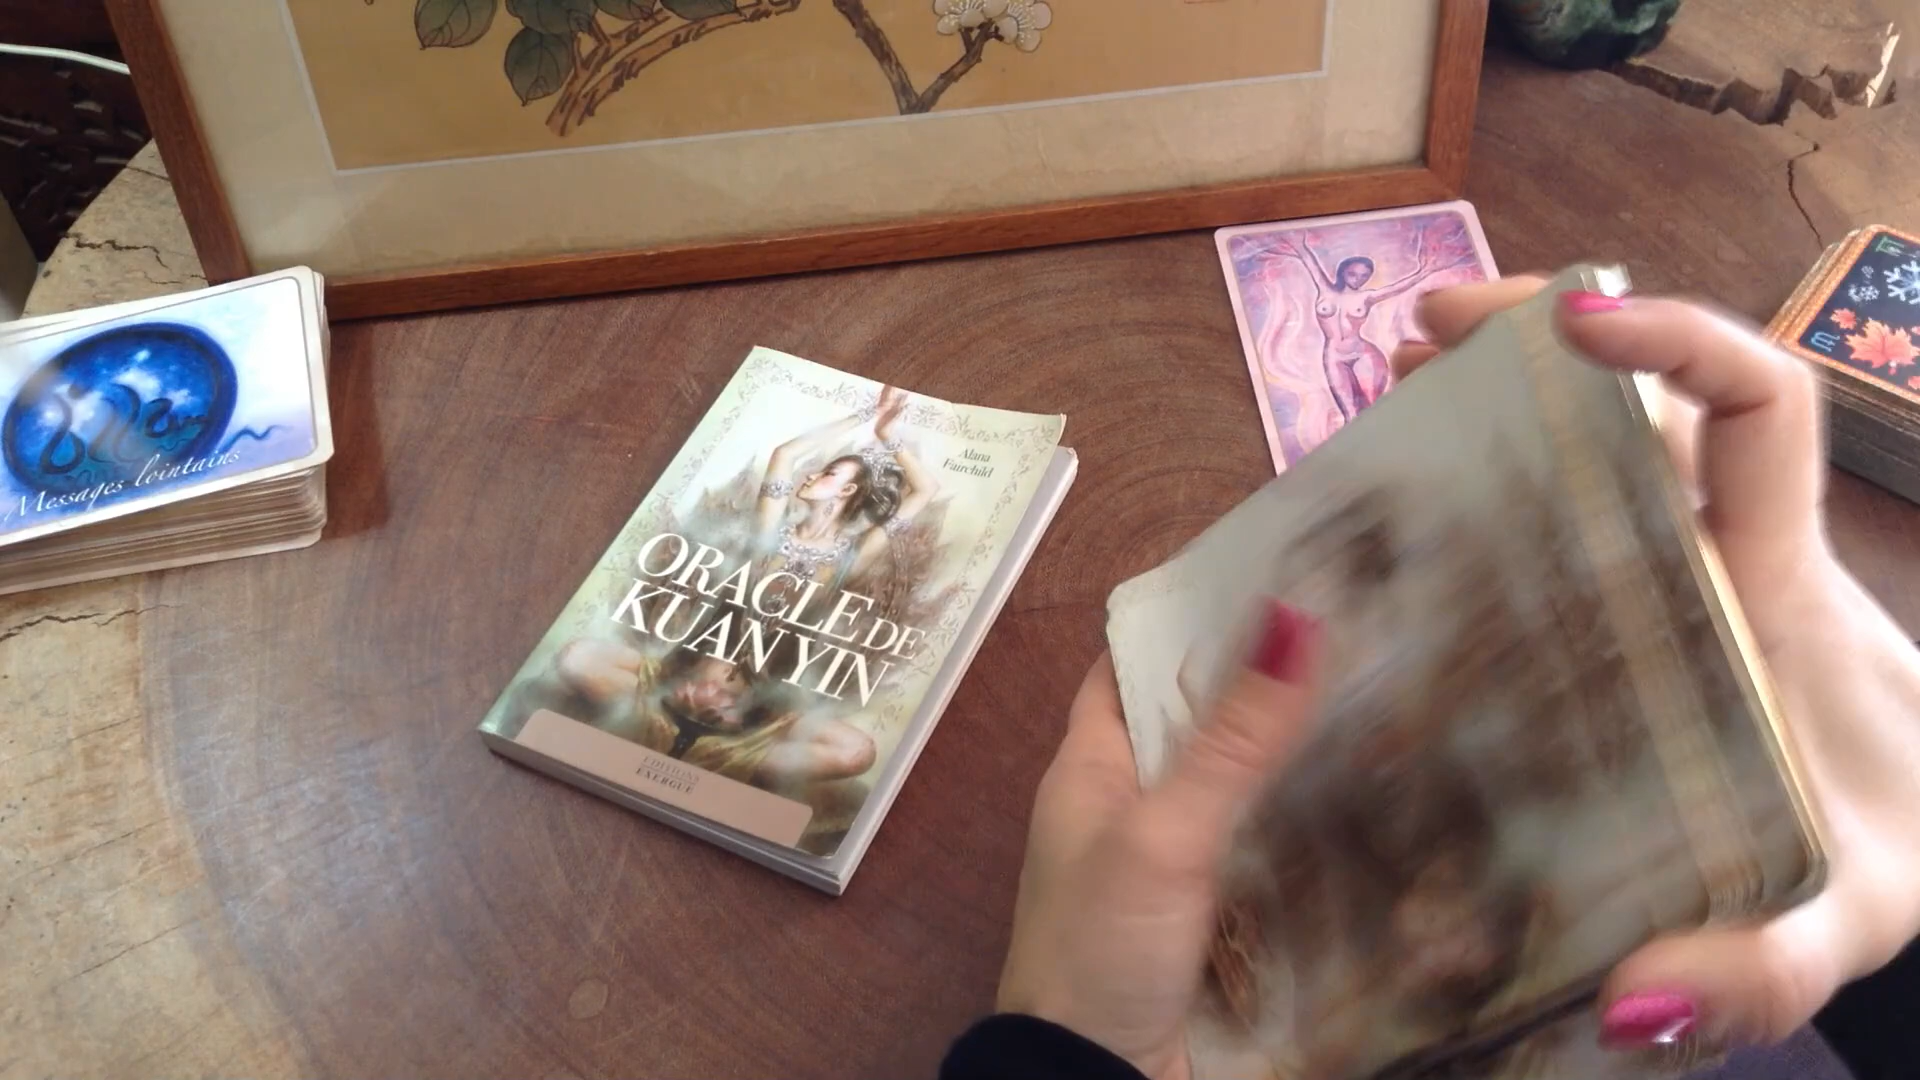 Messages lointains
Alana
Fairchild
ORACLE DE
KUAN YIN
EDITIONS
EXERGUE